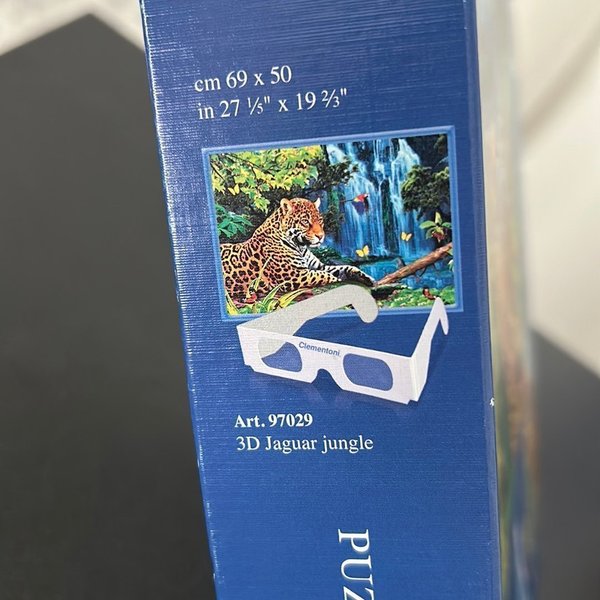 cm 69 x 50
in 27 ⅕" x 19 ⅔"
Clementoni
Art. 97029
3D Jaguar jungle
PUZ